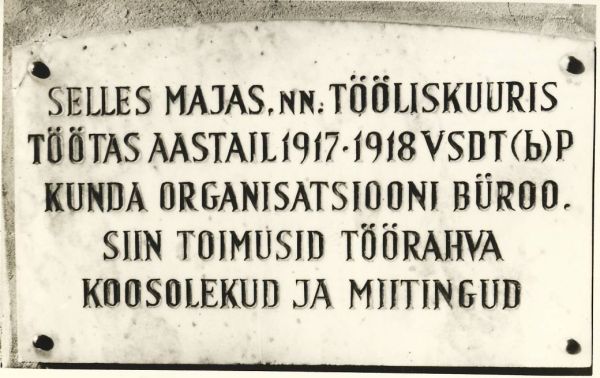 SELLES MAJAS, NN. TÖÖLISKUURIS
TÖÖTAS AASTAIL 1917-1918 VSDT(b)P
KUNDA ORGANISATSIOONI BÜROO.
SIIN TOIMUSID TÖÖRAHVA
KOOSOLEKUD JA MIITINGUD